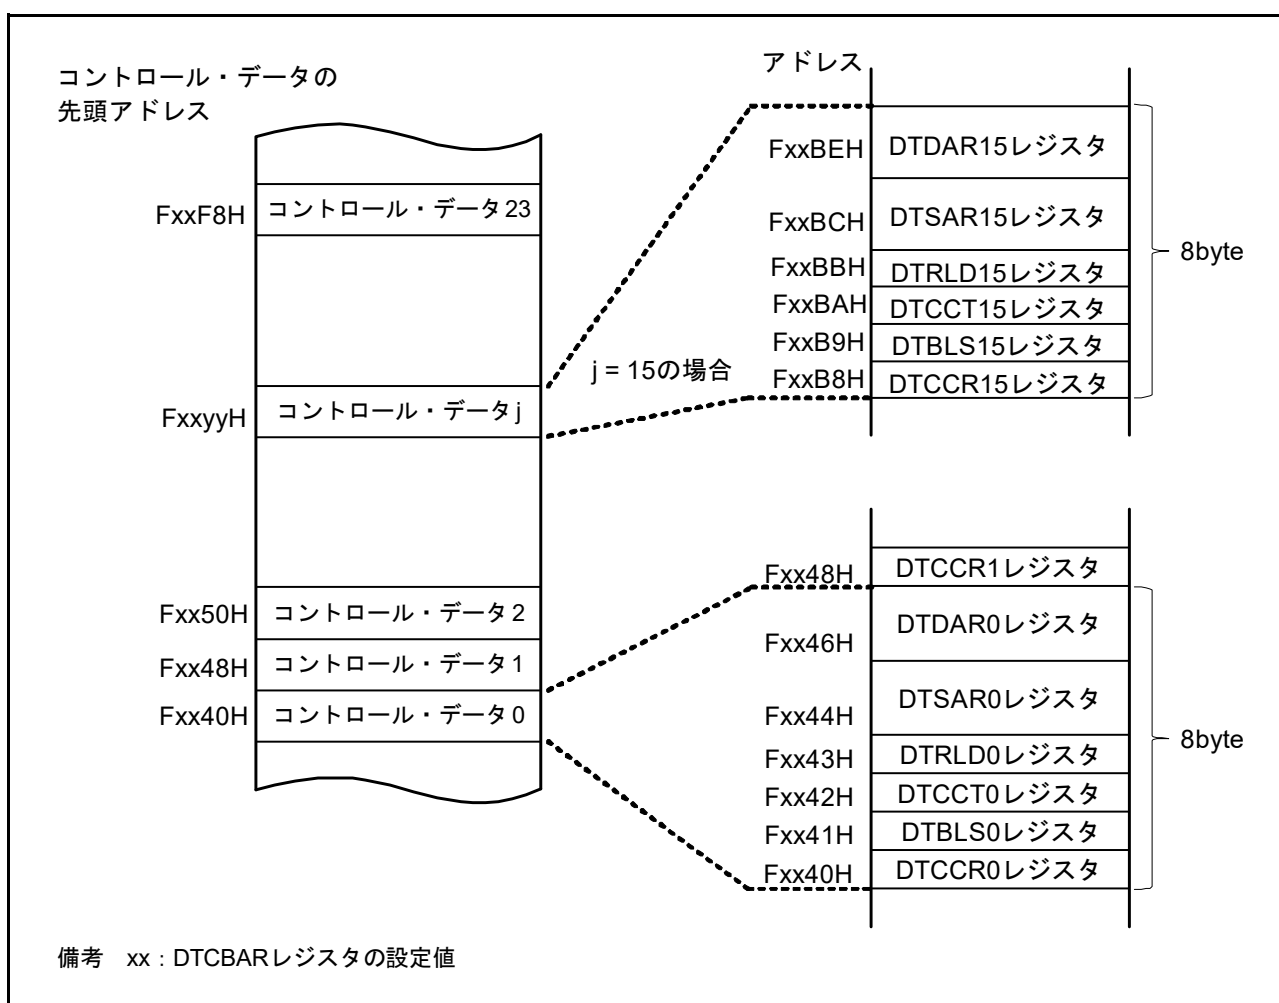 コントロール・データの
先頭アドレス
FxxF8H
コントロール・データ23
FxxyyH
コントロール・データj
Fxx50H
コントロール・データ2
Fxx48H
コントロール・データ1
Fxx40H
コントロール・データ0
j = 15の場合
アドレス
FxxBEH
DTDAR15レジスタ
FxxBCH
DTSAR15レジスタ
FxxBBH
DTRLD15レジスタ
FxxBAH
DTCCT15レジスタ
FxxB9H
DTBLS15レジスタ
FxxB8H
DTCCR15レジスタ
8byte
Fxx48H
DTCCR1レジスタ
Fxx46H
DTDAR0レジスタ
Fxx44H
DTSAR0レジスタ
Fxx43H
DTRLD0レジスタ
Fxx42H
DTCCT0レジスタ
Fxx41H
DTBLS0レジスタ
Fxx40H
DTCCR0レジスタ
8byte
備考 xx：DTCBARレジスタの設定値